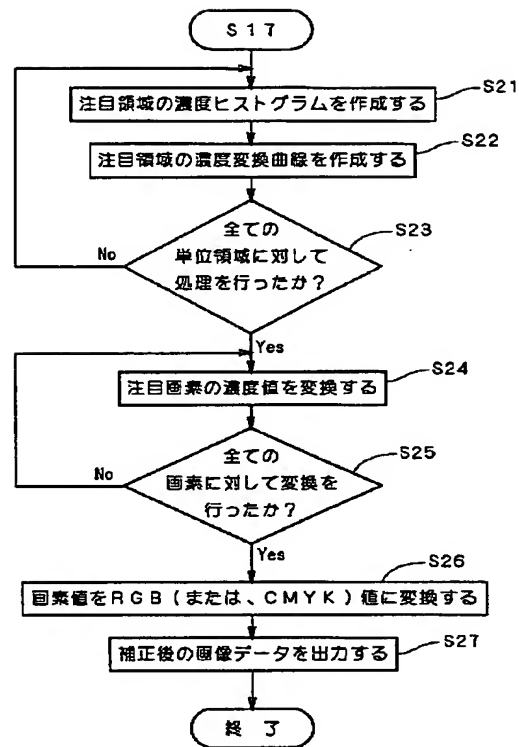 S17
注目領域の濃度ヒストグラムを作成する
S21
注目領域の濃度変換曲線を作成する
S22
全ての
単位領域に対して
処理を行ったか？
S23
No
Yes
注目画素の濃度値を変換する
S24
全ての
画素に対して変換を
行ったか？
S25
No
Yes
画素値をRGB（または、CMYK）値に変換する
S26
補正後の画像データを出力する
S27
終 了